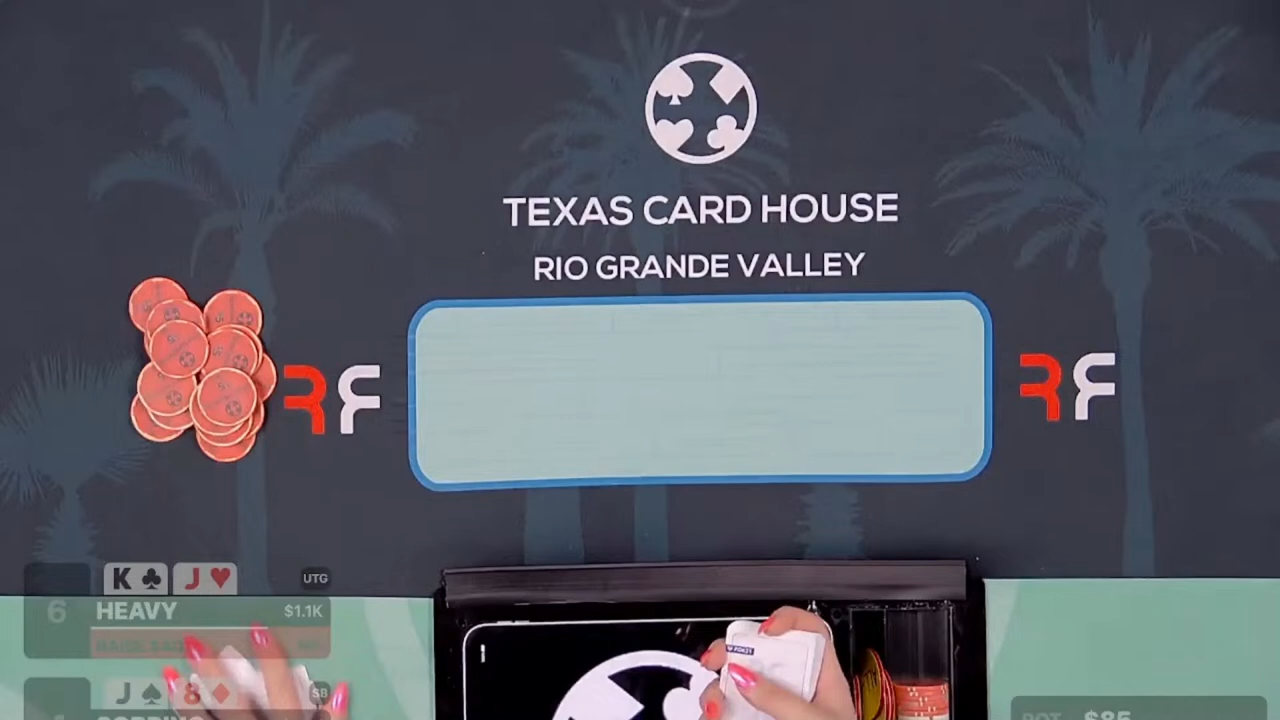 TEXAS CARD HOUSE
RIO GRANDE VALLEY
RF
RF
K J UTG
6 HEAVY $1.1K
J 8 SB
POT $85